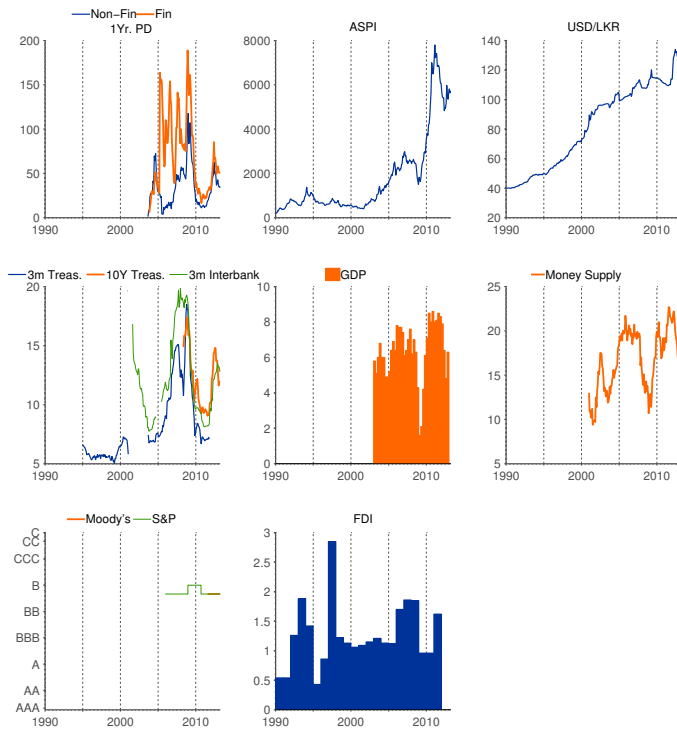 Non−Fin Fin
1Yr. PD
200
150
100
50
0
1990 2000 2010
ASPI
8000
6000
4000
2000
0
1990 2000 2010
USD/LKR
140
120
100
80
60
40
20
1990 2000 2010
3m Treas. 10Y Treas. 3m Interbank
20
15
10
5
1990 2000 2010
GDP
10
8
6
4
2
0
1990 2000 2010
Money Supply
25
20
15
10
5
1990 2000 2010
Moody's S&P
C
CC
CCC
B
BB
BBB
A
AA
AAA
1990 2000 2010
FDI
3
2.5
2
1.5
1
0.5
0
1990 2000 2010